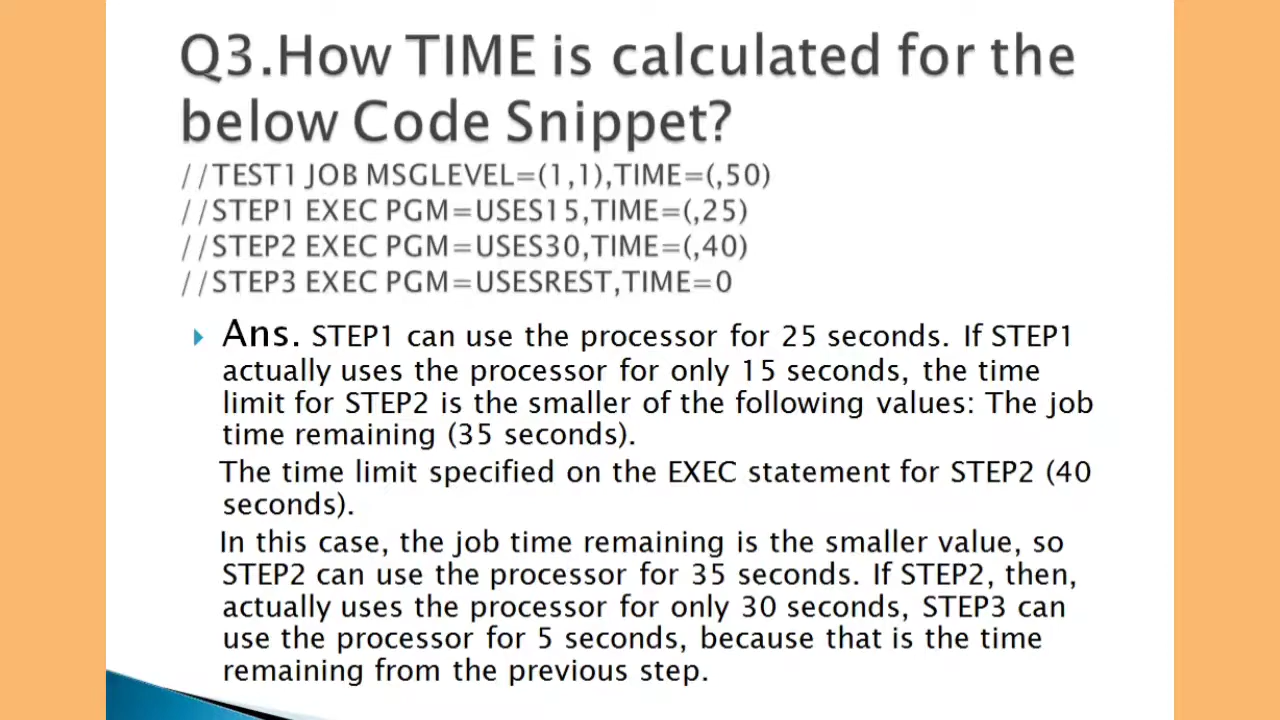 Q3.How TIME is calculated for the
below Code Snippet?
//TEST1 JOB MSGLEVEL=(1,1),TIME=(,50)
//STEP1 EXEC PGM=USES15,TIME=(,25)
//STEP2 EXEC PGM=USES30,TIME=(,40)
//STEP3 EXEC PGM=USESREST,TIME=0
Ans. STEP1 can use the processor for 25 seconds. If STEP1
actually uses the processor for only 15 seconds, the time
limit for STEP2 is the smaller of the following values: The job
time remaining (35 seconds).
The time limit specified on the EXEC statement for STEP2 (40
seconds).
In this case, the job time remaining is the smaller value, so
STEP2 can use the processor for 35 seconds. If STEP2, then,
actually uses the processor for only 30 seconds, STEP3 can
use the processor for 5 seconds, because that is the time
remaining from the previous step.